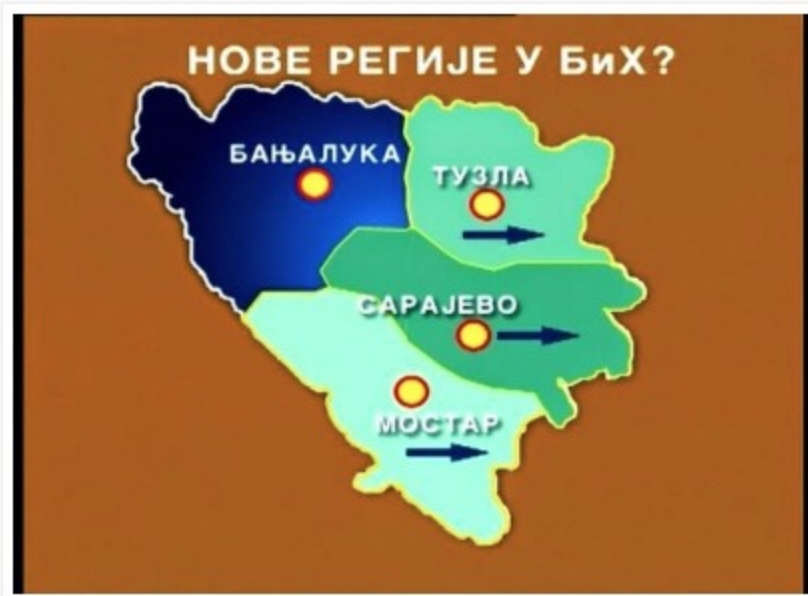 НОВЕ РЕГИЈЕ У БиХ?
БАЊАЛУКА
ТУЗЛА
САРАЈЕВО
МОСТАР